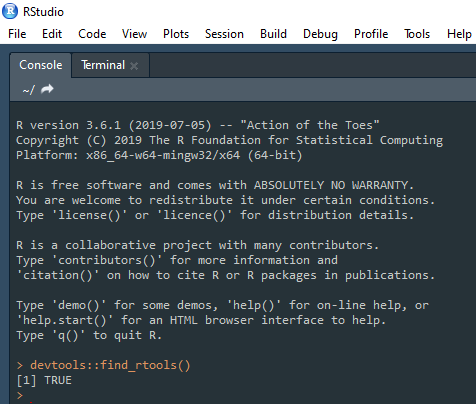 RStudio
File Edit Code View Plots Session Build Debug Profile Tools Help
Console Terminal
~/
R version 3.6.1 (2019-07-05) -- "Action of the Toes"
Copyright (C) 2019 The R Foundation for Statistical Computing
Platform: x86_64-w64-mingw32/x64 (64-bit)
R is free software and comes with ABSOLUTELY NO WARRANTY.
You are welcome to redistribute it under certain conditions.
Type 'license()' or 'licence()' for distribution details.
R is a collaborative project with many contributors.
Type 'contributors()' for more information and
'citation()' on how to cite R or R packages in publications.
Type 'demo()' for some demos, 'help()' for on-line help, or
'help.start()' for an HTML browser interface to help.
Type 'q()' to quit R.
> devtools::find_rtools()
[1] TRUE
>